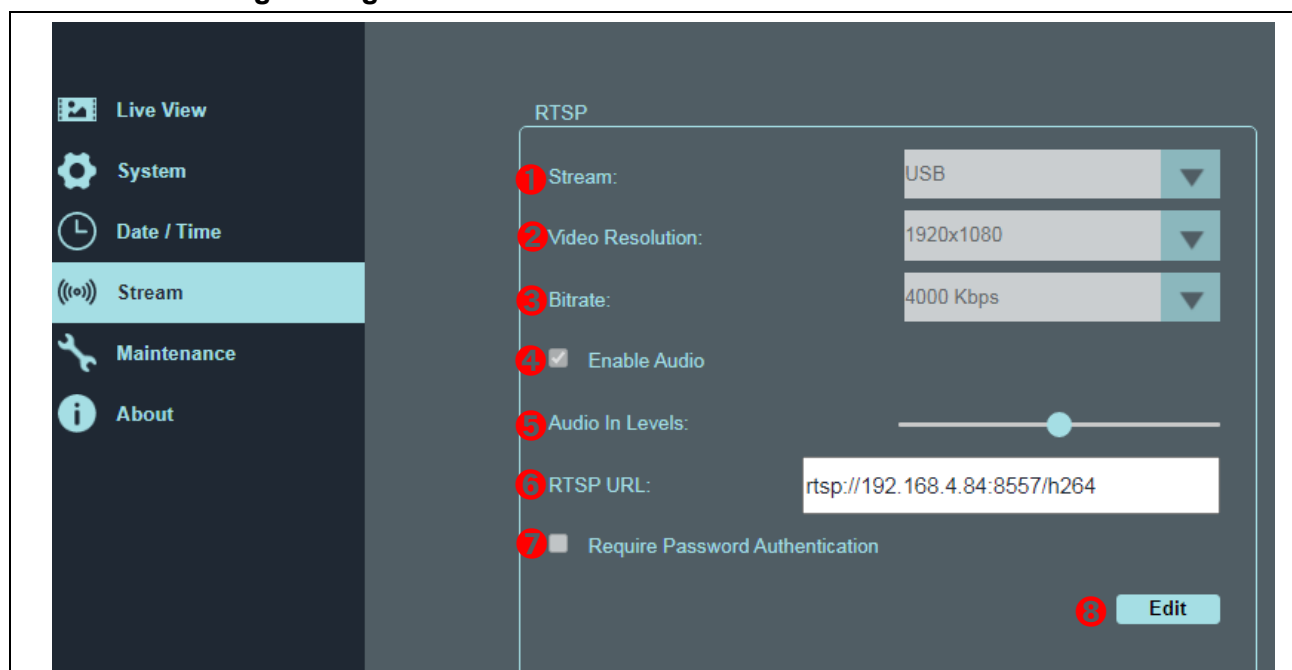 Live View
System
Date / Time
Stream
Maintenance
About
RTSP
1 Stream: USB
2 Video Resolution: 1920x1080
3 Bitrate: 4000 Kbps
4 Enable Audio
5 Audio In Levels:
6 RTSP URL: rtsp://192.168.4.84:8557/h264
7 Require Password Authentication
8 Edit